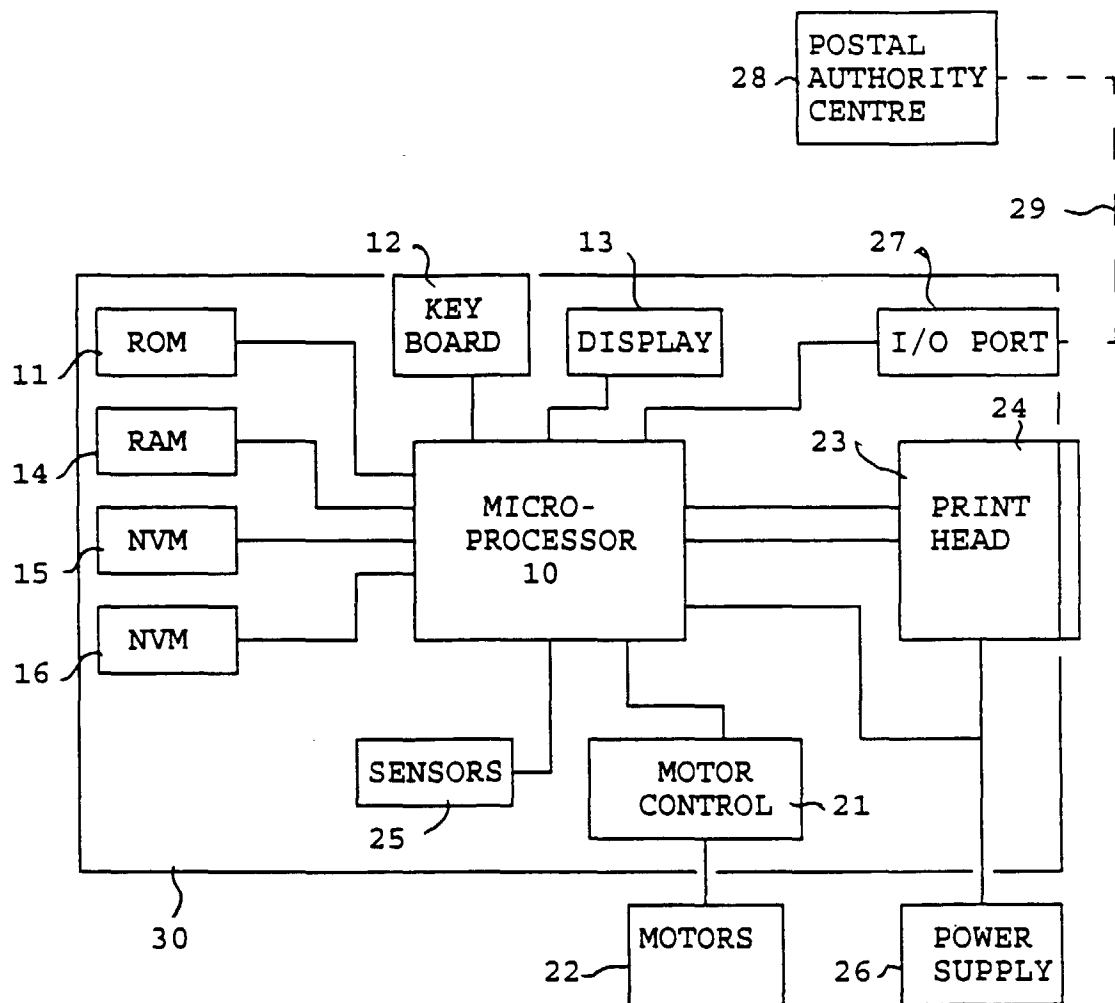 POSTAL
28 AUTHORITY
CENTRE
29
12
13
27
KEY
BOARD
DISPLAY
I/O PORT
ROM
11
24
RAM
14
23
MICRO-
PROCESSOR
10
PRINT
HEAD
NVM
15
NVM
16
SENSORS
25
MOTOR
CONTROL
21
30
MOTORS
22
POWER
SUPPLY
26